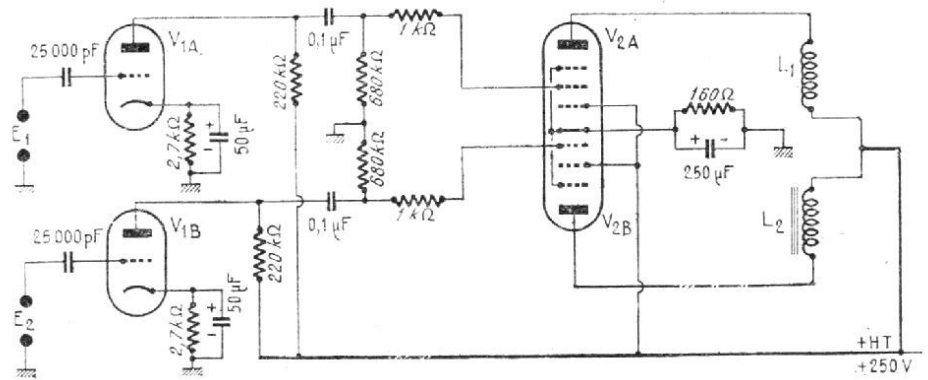 25 000 pF
V1A
E1
2,7 kΩ
+
-
50 µF
0,1 µF
220 kΩ
680 kΩ
680 kΩ
1 kΩ
V2A
160 Ω
+ -
250 µF
L1
25 000 pF
V1B
E2
2,7 kΩ
+
-
50 µF
220 kΩ
0,1 µF
1 kΩ
V2B
L2
+HT
+250 V